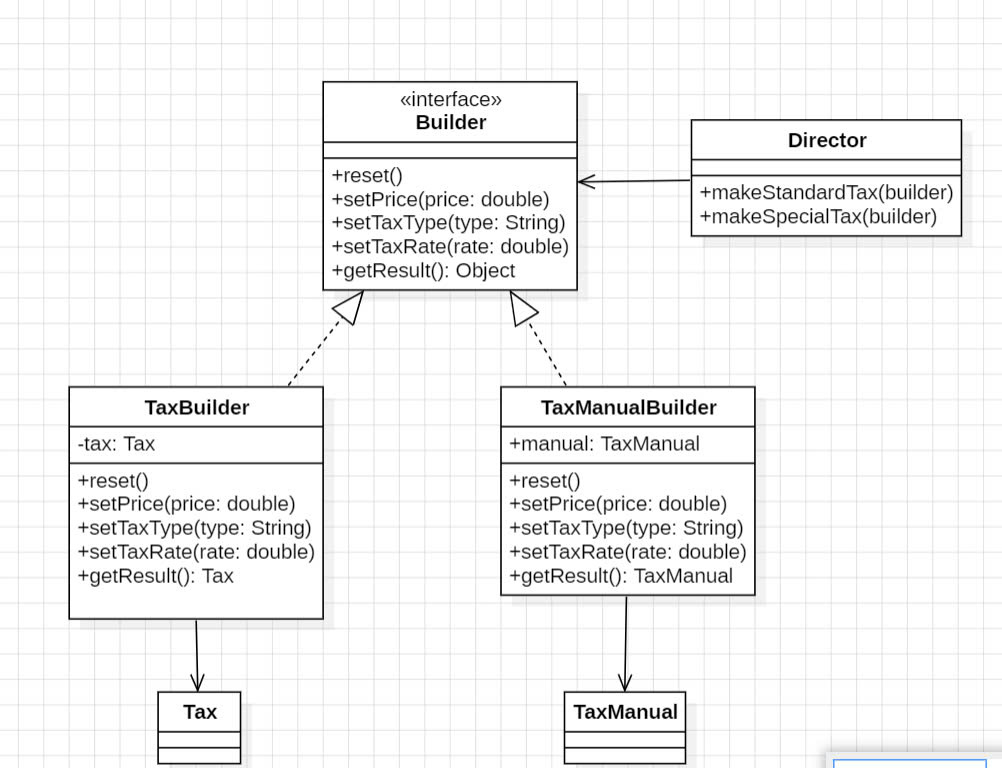 «interface»
Builder
+reset()
+setPrice(price: double)
+setTaxType(type: String)
+setTaxRate(rate: double)
+getResult(): Object
Director
+makeStandardTax(builder)
+makeSpecialTax(builder)
TaxBuilder
-tax: Tax
+reset()
+setPrice(price: double)
+setTaxType(type: String)
+setTaxRate(rate: double)
+getResult(): Tax
TaxManualBuilder
+manual: TaxManual
+reset()
+setPrice(price: double)
+setTaxType(type: String)
+setTaxRate(rate: double)
+getResult(): TaxManual
Tax
TaxManual